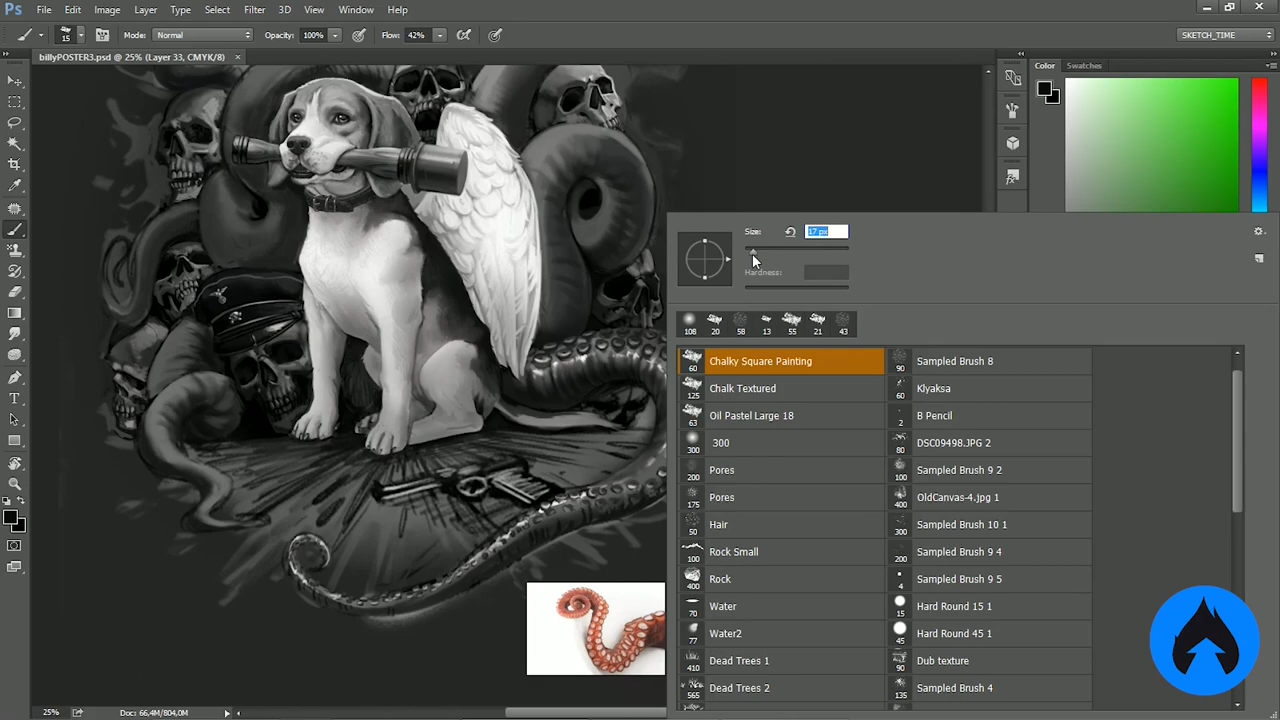 Ps File Edit Image Layer Type Select Filter 3D View Window Help
15 Mode: Normal Opacity: 100% Flow: 42% SKETCH_TIME
billyPOSTER3.psd @ 25% (Layer 33, CMYK/8) ×
Color Swatches
Size: 17 px
Hardness:
108 20 58 13 55 21 43
60 Chalky Square Painting
125 Chalk Textured
63 Oil Pastel Large 18
300 300
200 Pores
175 Pores
50 Hair
100 Rock Small
400 Rock
70 Water
77 Water2
410 Dead Trees 1
565 Dead Trees 2
90 Sampled Brush 8
60 Klyaksa
2 B Pencil
80 DSC09498.JPG 2
100 Sampled Brush 9 2
400 OldCanvas-4.jpg 1
300 Sampled Brush 10 1
200 Sampled Brush 9 4
4 Sampled Brush 9 5
15 Hard Round 15 1
45 Hard Round 45 1
90 Dub texture
135 Sampled Brush 4
25% Doc: 66,4M/804,0M